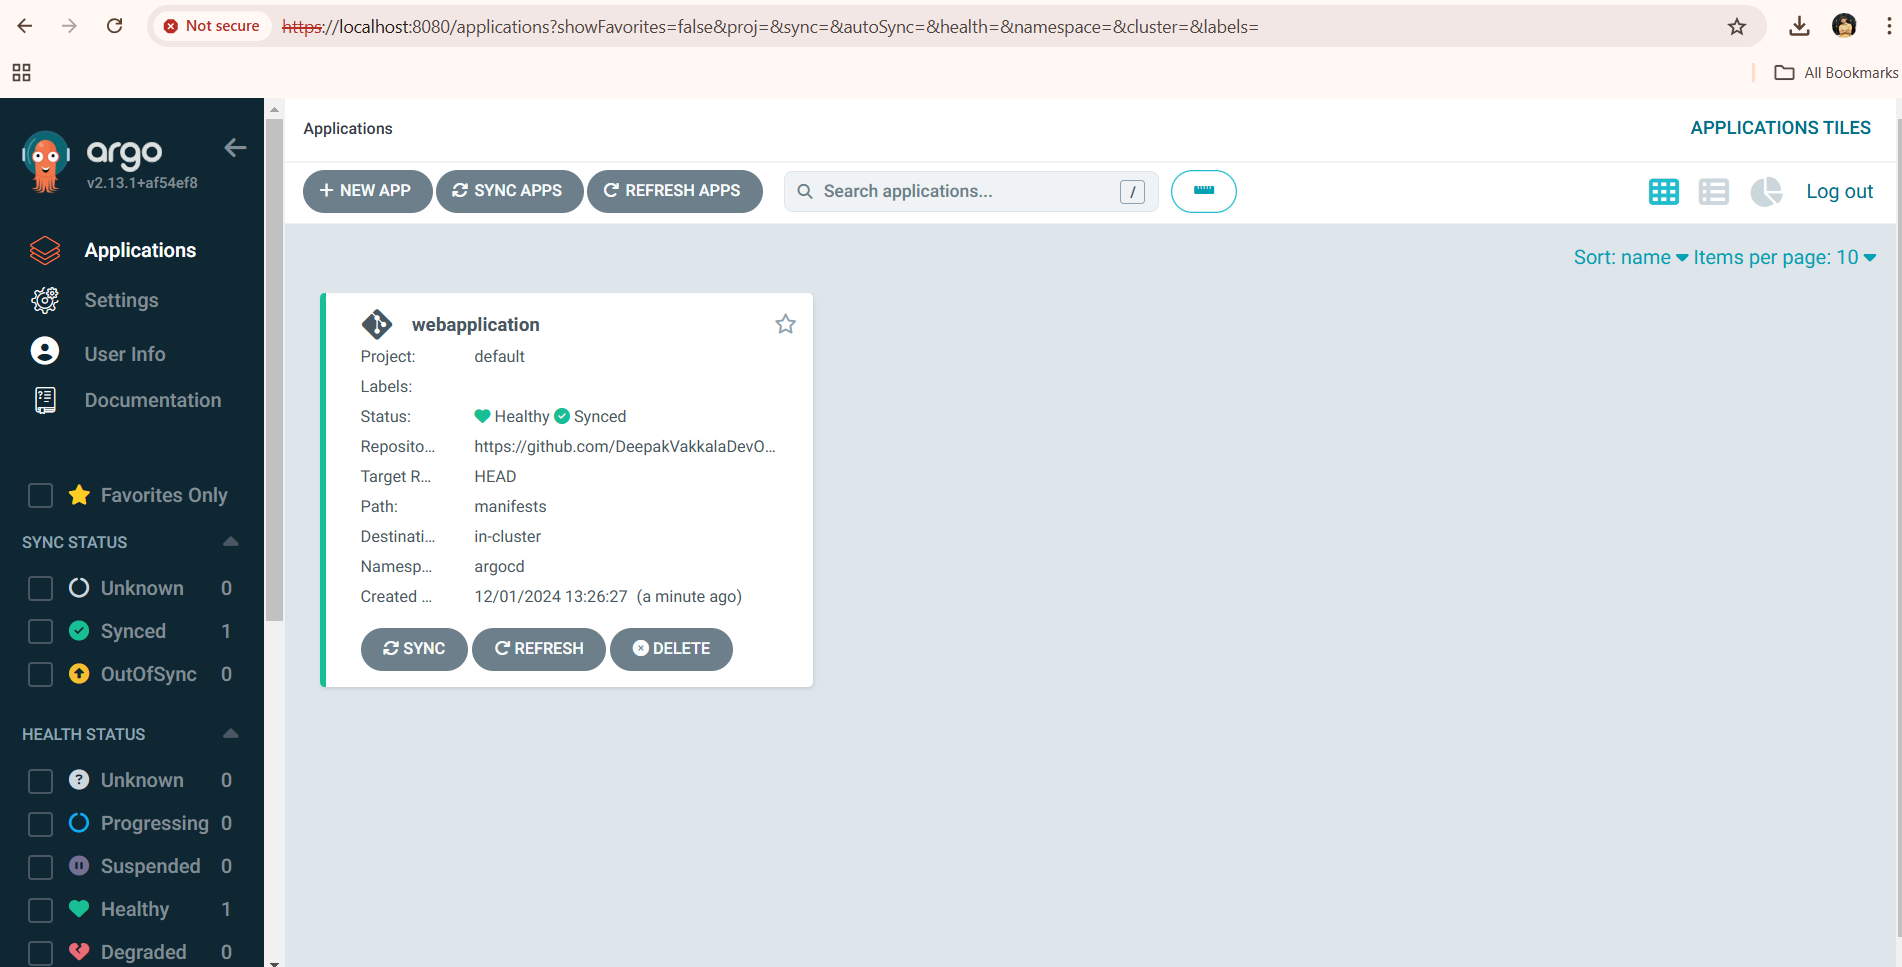 Not secure https://localhost:8080/applications?showFavorites=false&proj=&sync=&autoSync=&health=&namespace=&cluster=&labels=
All Bookmarks
argo
v2.13.1+af54ef8
Applications
Settings
User Info
Documentation
Favorites Only
SYNC STATUS
Unknown 0
Synced 1
OutOfSync 0
HEALTH STATUS
Unknown 0
Progressing 0
Suspended 0
Healthy 1
Degraded 0
Applications
APPLICATIONS TILES
NEW APP SYNC APPS REFRESH APPS Search applications... / Log out
Sort: name Items per page: 10
webapplication
Project: default
Labels:
Status: Healthy Synced
Reposito... https://github.com/DeepakVakkalaDevO...
Target R... HEAD
Path: manifests
Destinati... in-cluster
Namesp... argocd
Created ... 12/01/2024 13:26:27 (a minute ago)
SYNC REFRESH DELETE